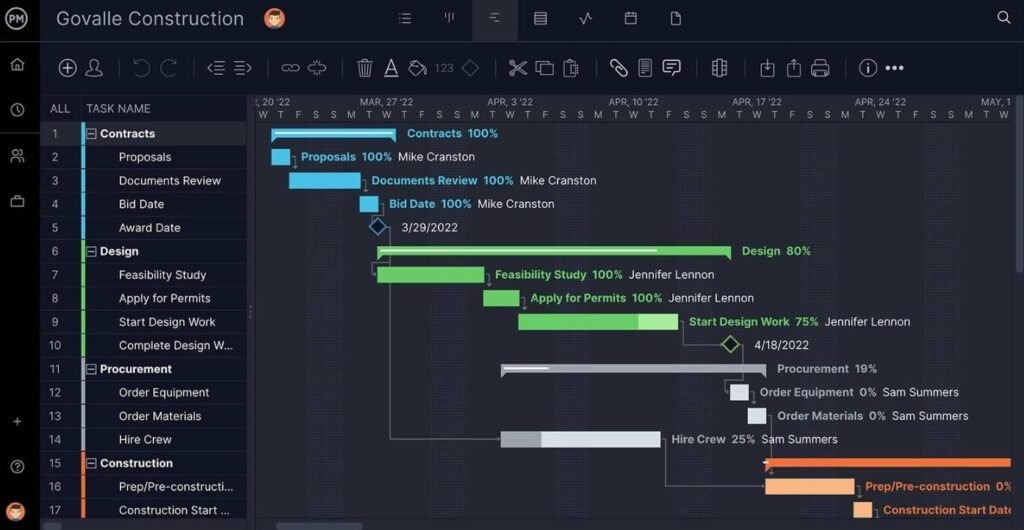 PM Govalle Construction
123
ALL TASK NAME , 20 '22 MAR, 27 '22 APR, 3 '22 APR, 10 '22 APR, 17 '22 APR, 24 '22 MAY, 1
W T F S S M T W T F S S M T W T F S S M T W T F S S M T W T F S S M T W T F S S M T W
1 Contracts Contracts 100%
2 Proposals Proposals 100% Mike Cranston
3 Documents Review Documents Review 100% Mike Cranston
4 Bid Date Bid Date 100% Mike Cranston
5 Award Date 3/29/2022
6 Design Design 80%
7 Feasibility Study Feasibility Study 100% Jennifer Lennon
8 Apply for Permits Apply for Permits 100% Jennifer Lennon
9 Start Design Work Start Design Work 75% Jennifer Lennon
10 Complete Design W... 4/18/2022
11 Procurement Procurement 19%
12 Order Equipment Order Equipment 0% Sam Summers
13 Order Materials Order Materials 0% Sam Summers
14 Hire Crew Hire Crew 25% Sam Summers
15 Construction
16 Prep/Pre-constructi... Prep/Pre-construction 0%
17 Construction Start ... Construction Start Date